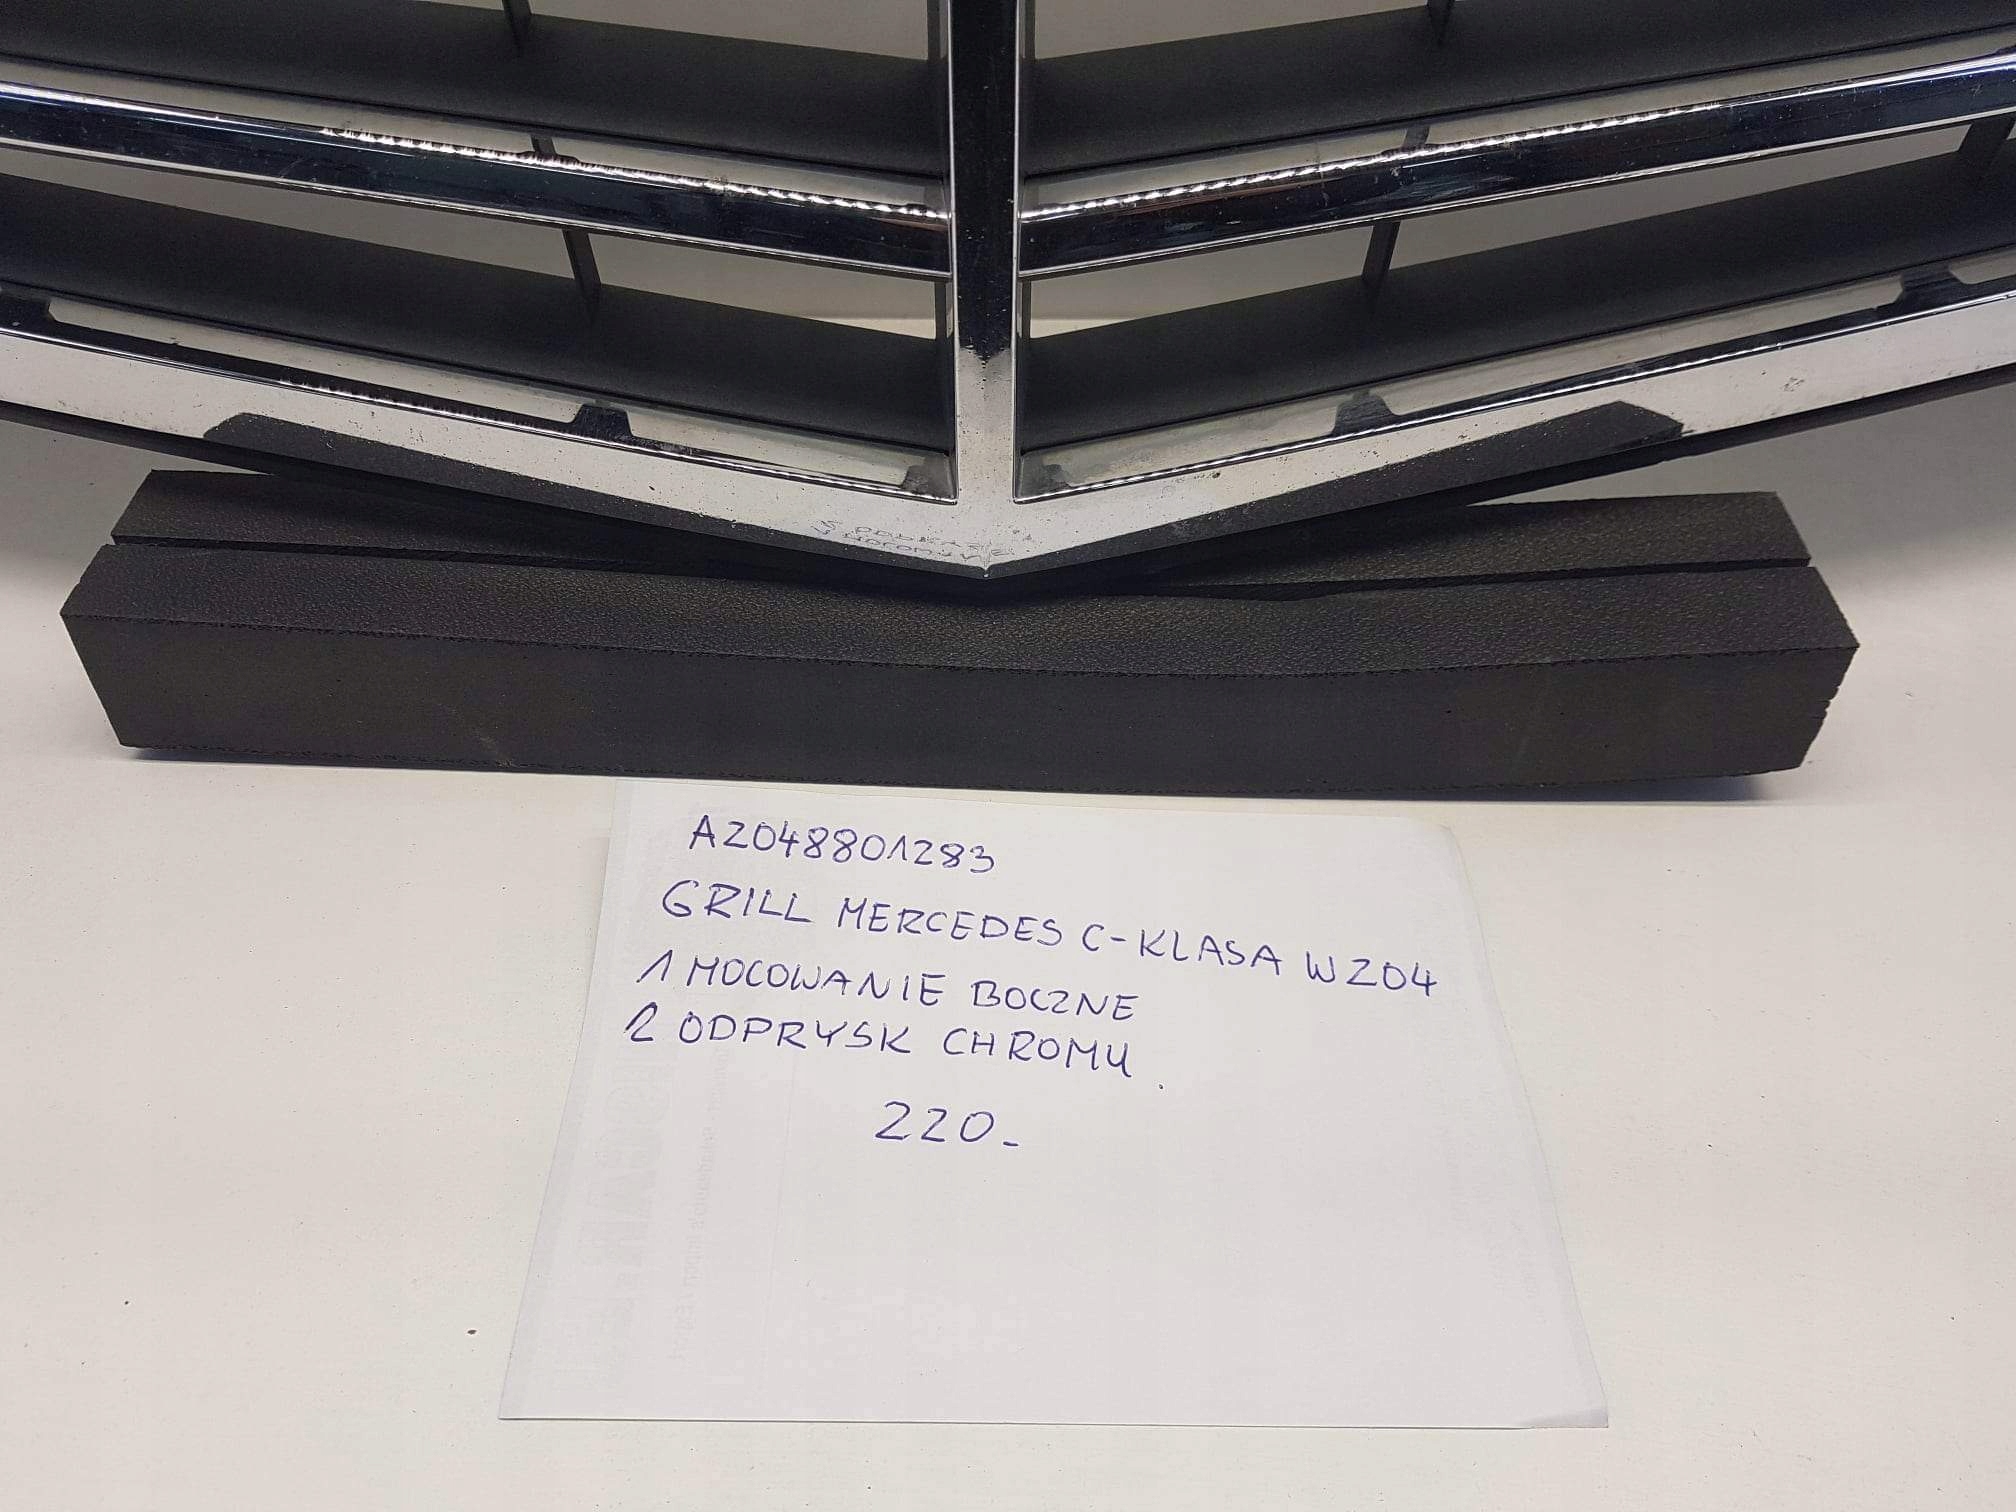 A2048801283
GRILL MERCEDES C-KLASA W204
1 MOCOWANIE BOCZNE
2 ODPRYSK CHROMU.
220-